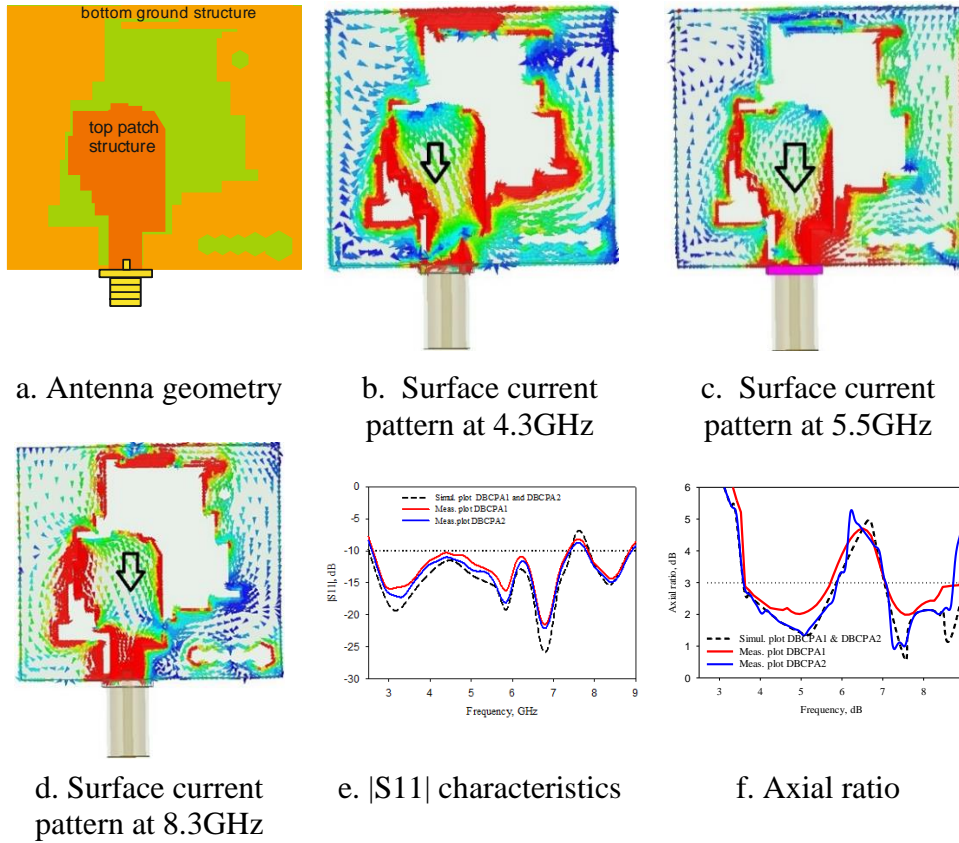 bottom ground structure
top patch
structure
a. Antenna geometry
b. Surface current
pattern at 4.3GHz
c. Surface current
pattern at 5.5GHz
d. Surface current
pattern at 8.3GHz
0
-5
-10
-15
-20
-25
-30
|S11|, dB
Simul. plot DBCPA1 and DBCPA2
Meas.plot DBCPA1
Meas.plot DBCPA2
3 4 5 6 7 8 9
Frequency, GHz
e. |S11| characteristics
6
5
4
3
2
1
0
Axial ratio, dB
Simul. plot DBCPA1 & DBCPA2
Meas. plot DBCPA1
Meas. plot DBCPA2
3 4 5 6 7 8
Frequency, dB
f. Axial ratio